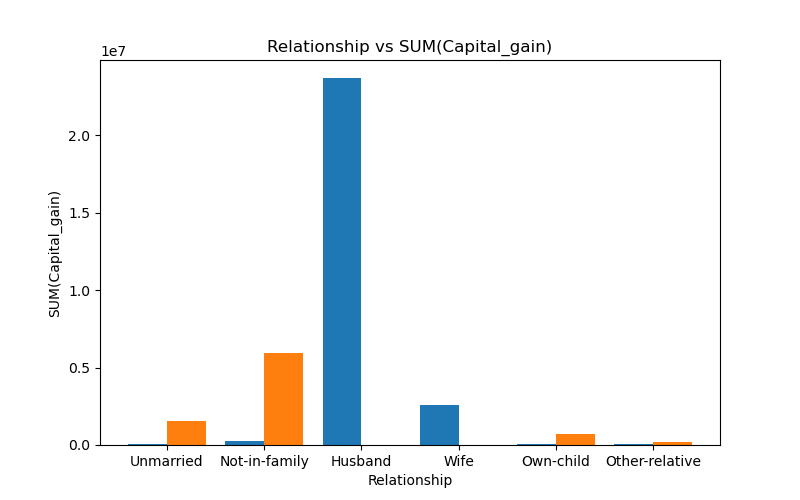 Relationship vs SUM(Capital_gain)
1e7
2.0
1.5
1.0
0.5
0.0
SUM(Capital_gain)
Unmarried Not-in-family Husband Wife Own-child Other-relative
Relationship